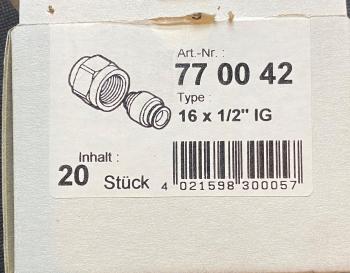 Art.-Nr. :
77 00 42
Type :
16 x 1/2" IG
Inhalt :
20 Stück
4 021598 300057